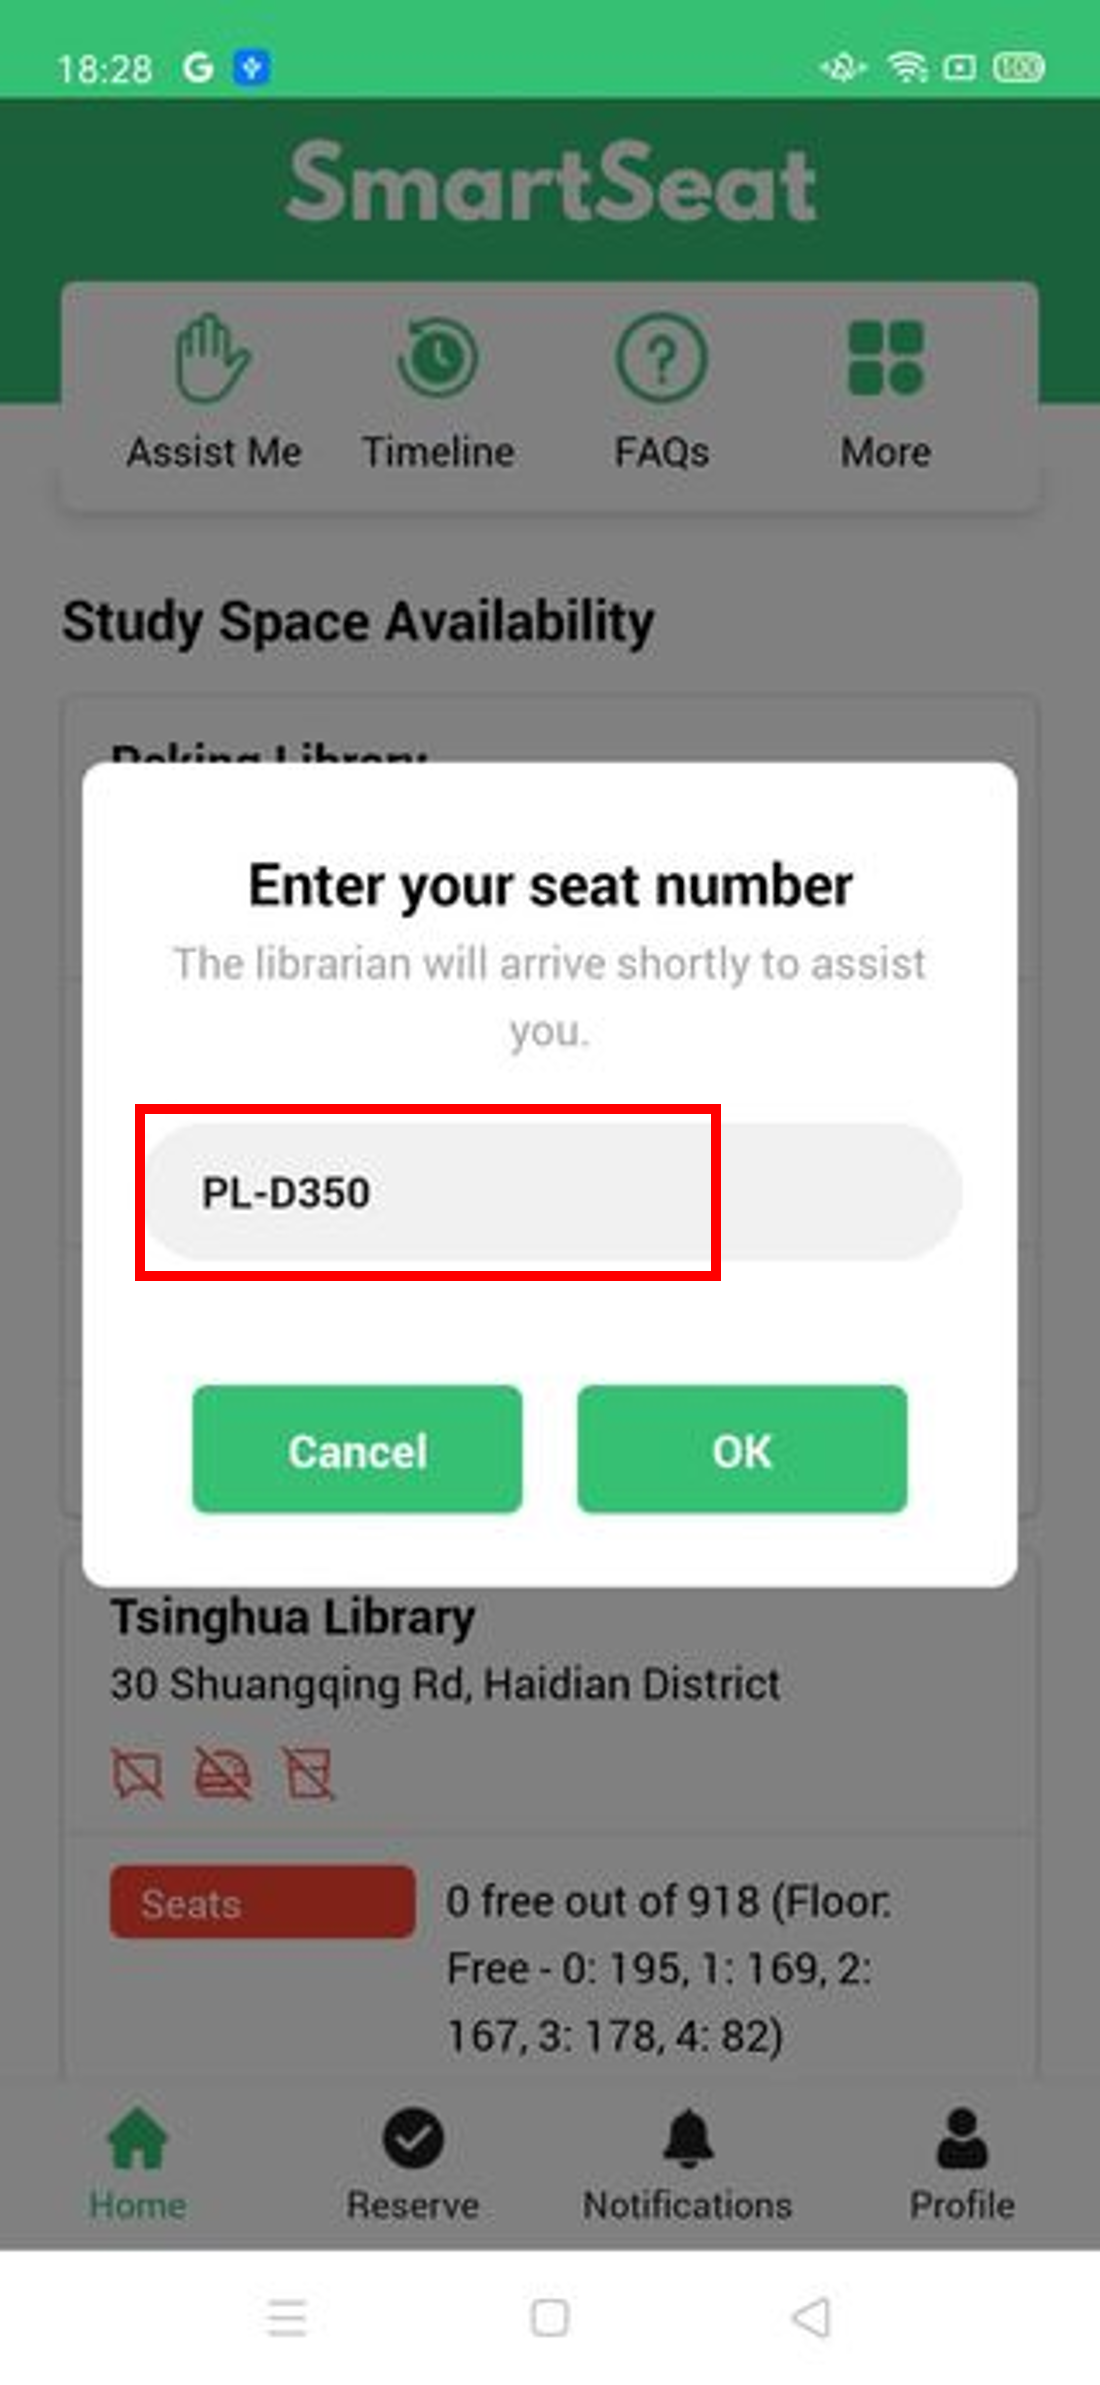 18:28
100
SmartSeat
Assist Me
Timeline
FAQs
More
Study Space Availability
Peking Library
Enter your seat number
The librarian will arrive shortly to assist
you.
PL-D350
Cancel
OK
Tsinghua Library
30 Shuangqing Rd, Haidian District
Seats
0 free out of 918 (Floor:
Free - 0: 195, 1: 169, 2:
167, 3: 178, 4: 82)
Home
Reserve
Notifications
Profile